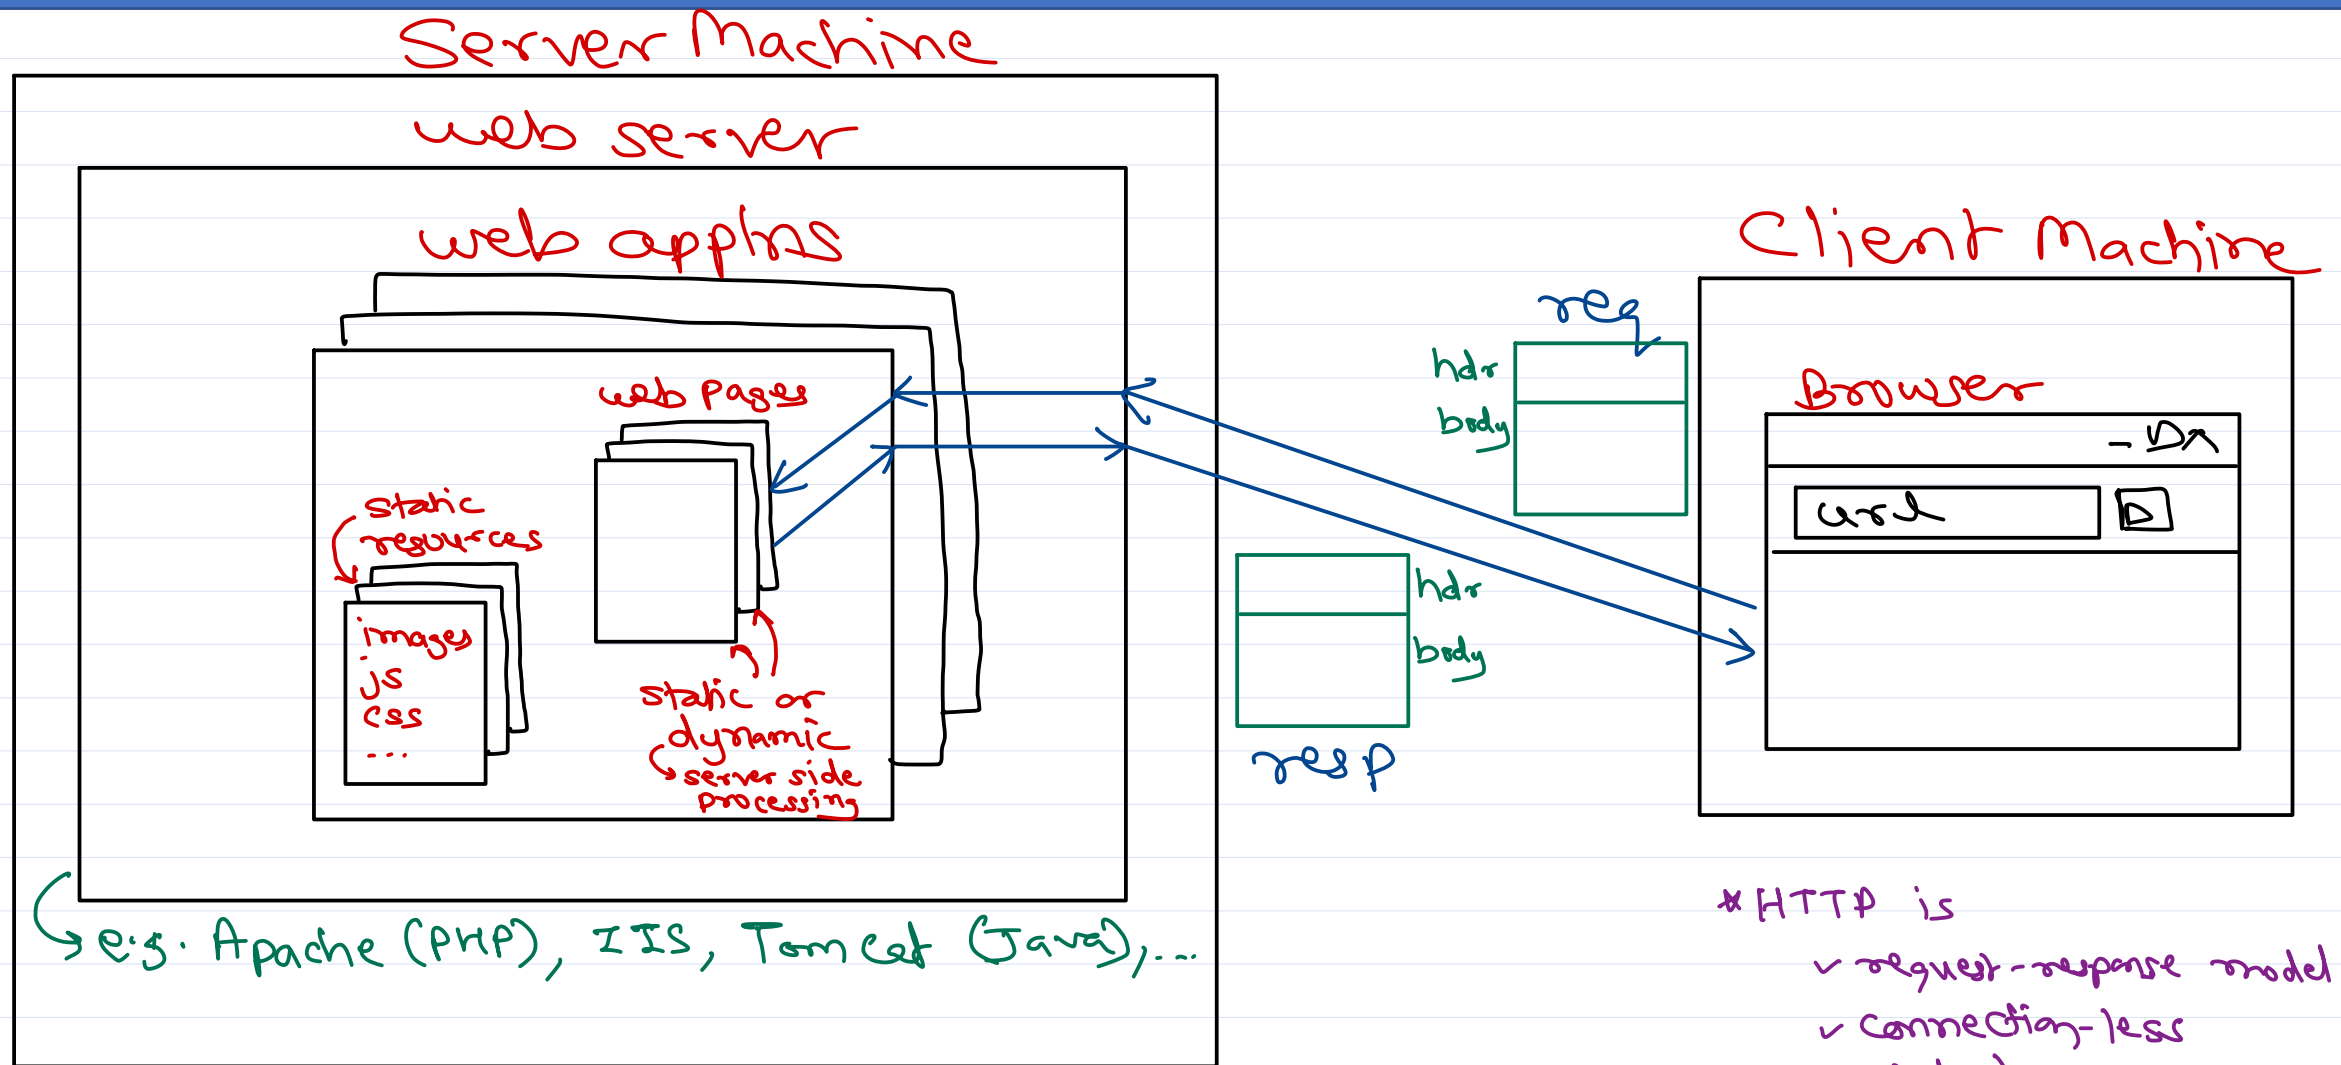 Server Machine
web server
web applns
web pages
static
resources
images
js
css
...
static or
dynamic
server side
processing
e.g. Apache (PHP), IIS, Tomcat (Java), ...
req
hdr
body
hdr
body
resp
Client Machine
Browser
url
* HTTP is
✓ request-response model
✓ connection-less